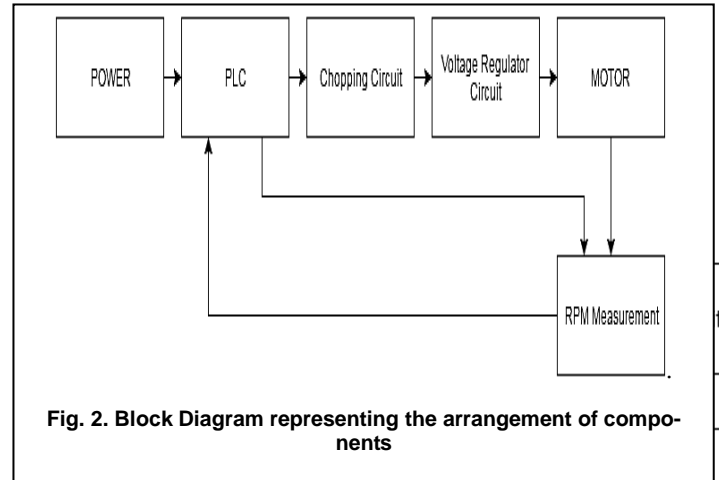 POWER
PLC
Chopping Circuit
Voltage Regulator
Circuit
MOTOR
RPM Measurement
.
f
Fig. 2. Block Diagram representing the arrangement of compo-
nents